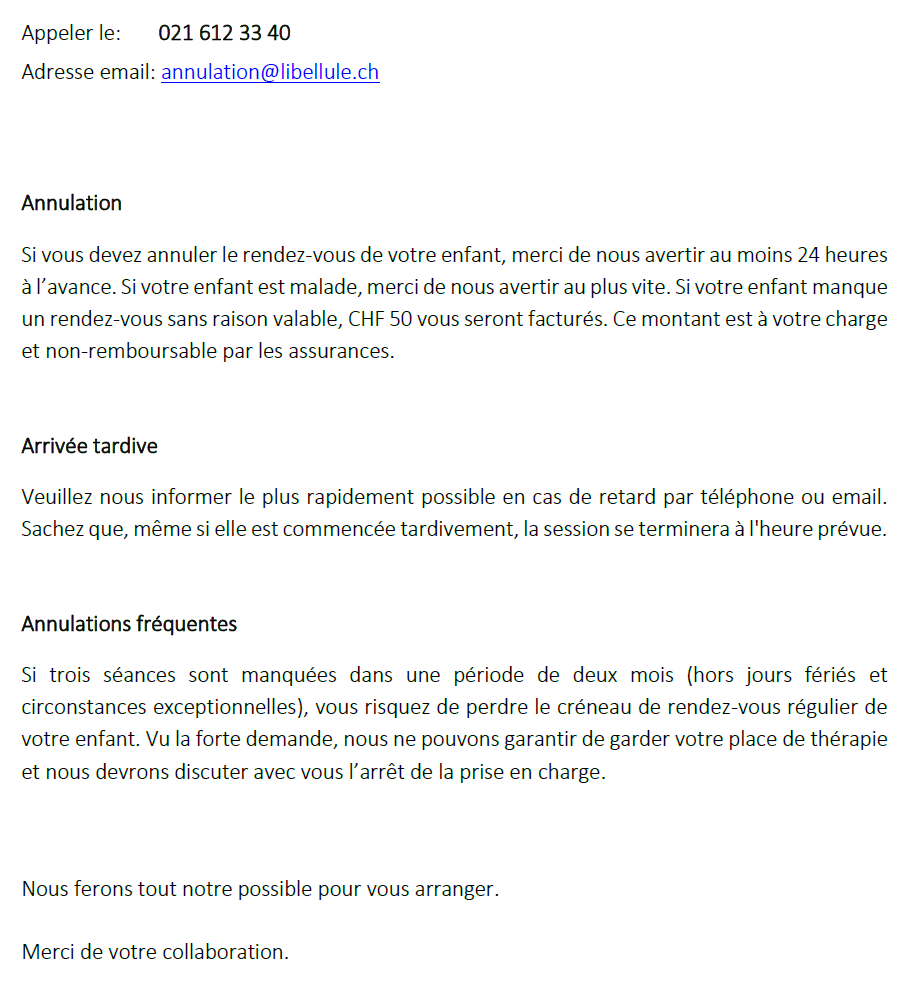 Appeler le: 021 612 33 40
Adresse email: annulation@libellule.ch
Annulation
Si vous devez annuler le rendez-vous de votre enfant, merci de nous avertir au moins 24 heures
à l’avance. Si votre enfant est malade, merci de nous avertir au plus vite. Si votre enfant manque
un rendez-vous sans raison valable, CHF 50 vous seront facturés. Ce montant est à votre charge
et non-remboursable par les assurances.
Arrivée tardive
Veuillez nous informer le plus rapidement possible en cas de retard par téléphone ou email.
Sachez que, même si elle est commencée tardivement, la session se terminera à l'heure prévue.
Annulations fréquentes
Si trois séances sont manquées dans une période de deux mois (hors jours fériés et
circonstances exceptionnelles), vous risquez de perdre le créneau de rendez-vous régulier de
votre enfant. Vu la forte demande, nous ne pouvons garantir de garder votre place de thérapie
et nous devrons discuter avec vous l’arrêt de la prise en charge.
Nous ferons tout notre possible pour vous arranger.
Merci de votre collaboration.